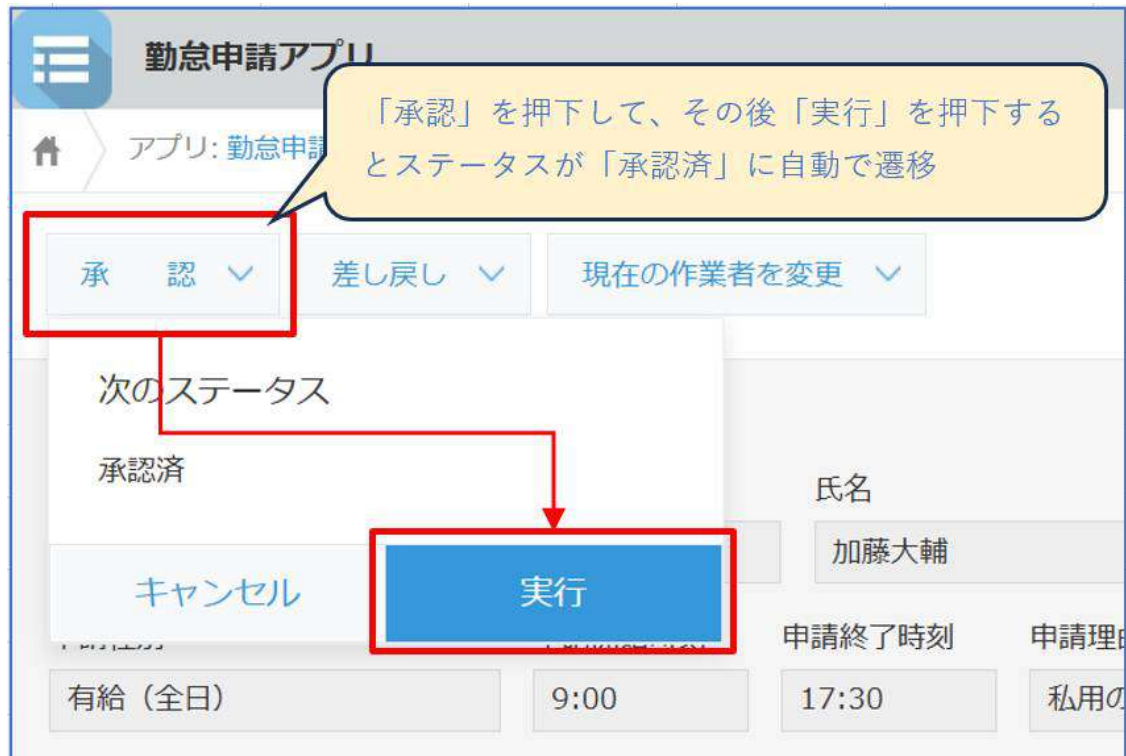 勤怠申請アプリ
「承認」を押下して、その後「実行」を押下する
とステータスが「承認済」に自動で遷移
アプリ: 勤怠申請
承 認
差し戻し
現在の作業者を変更
次のステータス
承認済
氏名
加藤大輔
キャンセル
実行
申請終了時刻
申請理由
有給（全日）
9:00
17:30
私用の